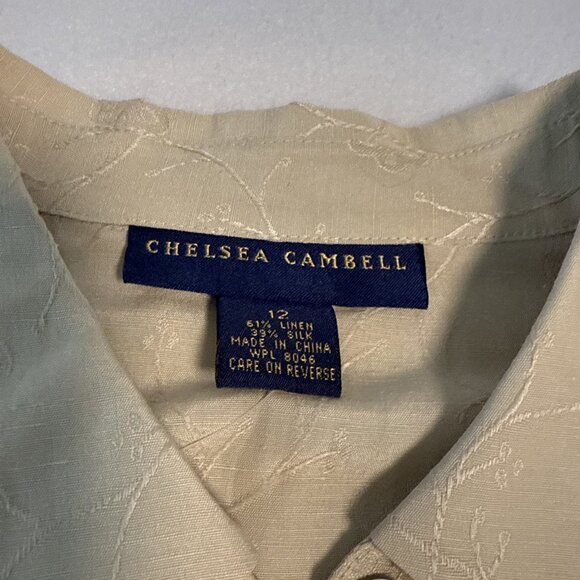 CHELSEA CAMBELL
12
61% LINEN
39% SILK
MADE IN CHINA
WPL 8046
CARE ON REVERSE